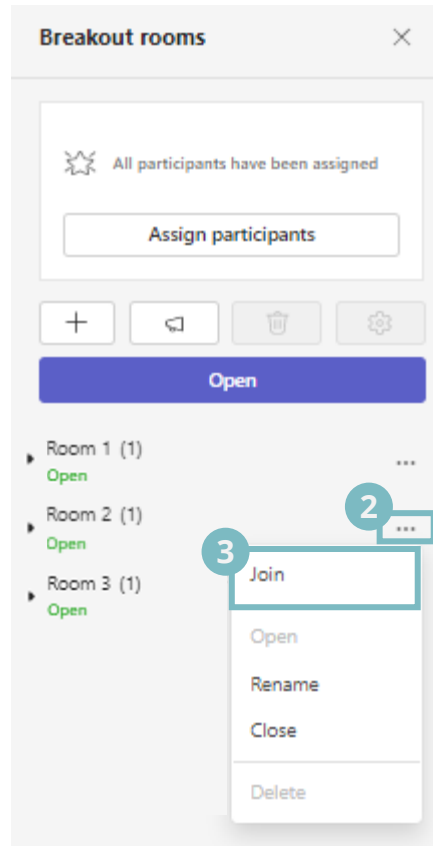 Breakout rooms
All participants have been assigned
Assign participants
Open
Room 1 (1)
...
Open
Room 2 (1)
2
...
Open
3
Join
Room 3 (1)
Open
Open
Rename
Close
Delete